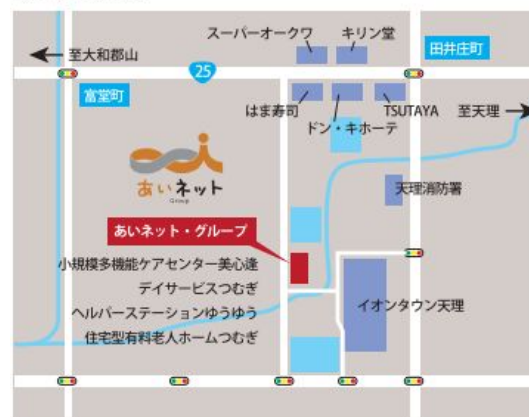 スーパーオークワ
キリン堂
田井庄町
至大和郡山
25
富堂町
はま寿司
ドン・キホーテ
TSUTAYA
至天理
あいネット
Group
天理消防署
あいネット・グループ
小規模多機能ケアセンター美心逢
デイサービスつむぎ
イオンタウン天理
ヘルパーステーションゆうゆう
住宅型有料老人ホームつむぎ